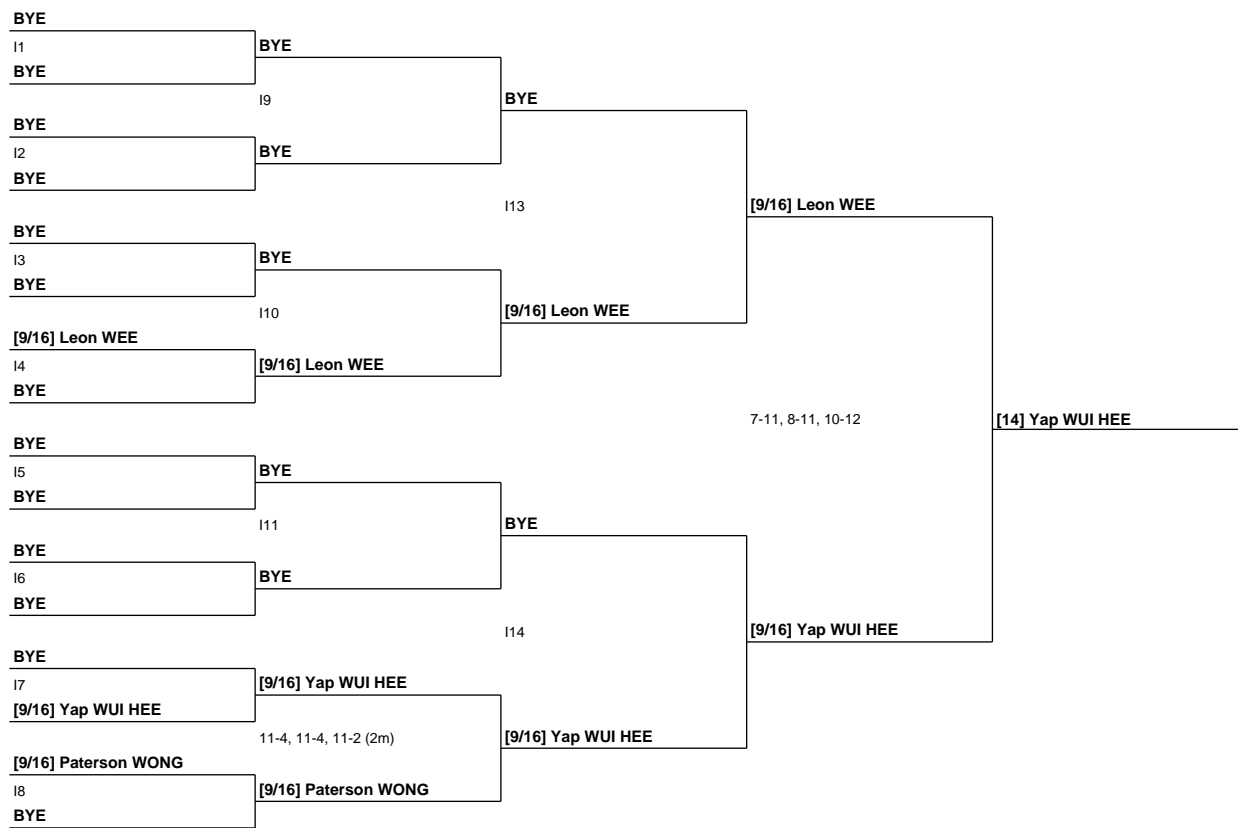 BYE
I1
BYE
BYE
I9
BYE
BYE
I2
BYE
BYE
I13
[9/16] Leon WEE
BYE
I3
BYE
BYE
I10
[9/16] Leon WEE
[9/16] Leon WEE
I4
[9/16] Leon WEE
BYE
7-11, 8-11, 10-12
[14] Yap WUI HEE
BYE
I5
BYE
BYE
I11
BYE
BYE
I6
BYE
BYE
I14
[9/16] Yap WUI HEE
BYE
I7
[9/16] Yap WUI HEE
[9/16] Yap WUI HEE
11-4, 11-4, 11-2 (2m)
[9/16] Yap WUI HEE
[9/16] Paterson WONG
I8
[9/16] Paterson WONG
BYE